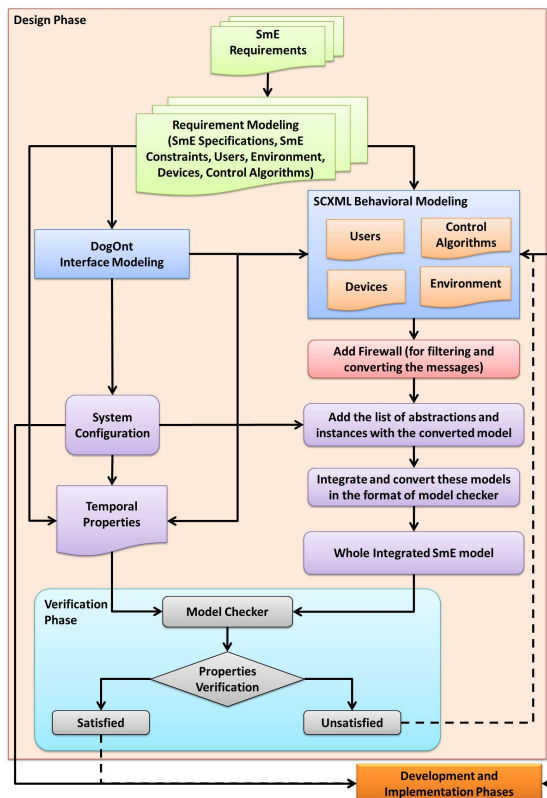 Design Phase
SmE
Requirements
Requirement Modeling
(SmE Specifications, SmE
Constraints, Users, Environment,
Devices, Control Algorithms)
SCXML Behavioral Modeling
Users
Control
Algorithms
Devices
Environment
DogOnt
Interface Modeling
Add Firewall (for filtering and
converting the messages)
System
Configuration
Add the list of abstractions and
instances with the converted model
Temporal
Properties
Integrate and convert these models
in the format of model checker
Whole Integrated SmE model
Verification
Phase
Model Checker
Properties
Verification
Satisfied
Unsatisfied
Development and
Implementation Phases